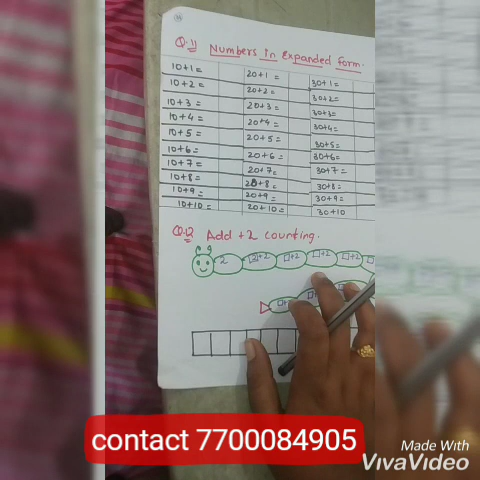 Q.1) Numbers in Expanded form.
10+1= 20+1= 30+1=
10+2= 20+2= 30+2=
10+3= 20+3= 30+3=
10+4= 20+4= 30+4=
10+5= 20+5= 30+5=
10+6= 20+6= 30+6=
10+7= 20+7= 30+7=
10+8= 20+8= 30+8=
10+9= 20+9= 30+9=
10+10= 20+10= 30+10
Q.2 Add +2 counting.
2 2+2 □+2 □+2 □+2
contact 7700084905
Made With
VivaVideo